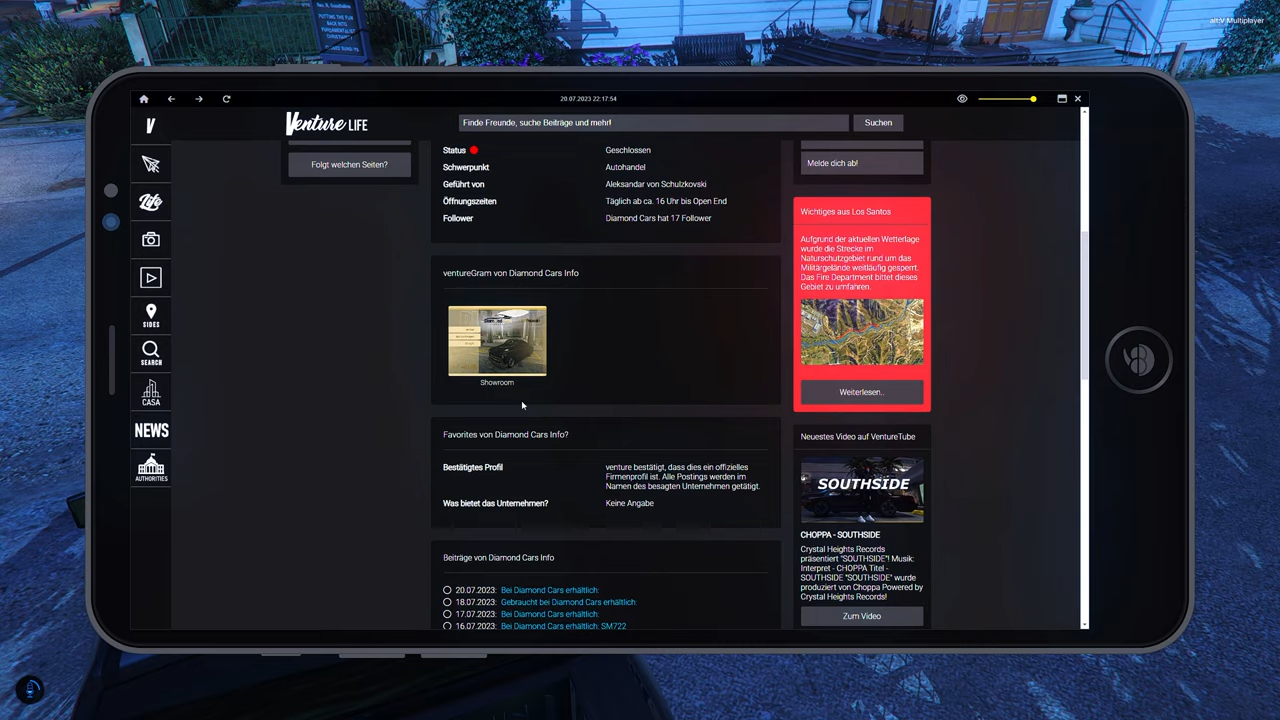 alt:V Multiplayer
PUTTING THE FUN
BACK INTO
20.07.2023 22:17:54
V
Venture LIFE
Finde Freunde, suche Beiträge und mehr!
Suchen
Folgt welchen Seiten?
Status
Geschlossen
Schwerpunkt
Autohandel
Geführt von
Aleksandar von Schulzkovski
Öffnungszeiten
Täglich ab ca. 16 Uhr bis Open End
Follower
Diamond Cars hat 17 Follower
ventureGram von Diamond Cars Info
Showroom
Favorites von Diamond Cars Info?
Bestätigtes Profil
venture bestätigt, dass dies ein offizielles
Firmenprofil ist. Alle Postings werden im
Namen des besagten Unternehmen getätigt.
Was bietet das Unternehmen?
Keine Angabe
Beiträge von Diamond Cars Info
20.07.2023: Bei Diamond Cars erhältlich:
18.07.2023: Gebraucht bei Diamond Cars erhältlich:
17.07.2023: Bei Diamond Cars erhältlich:
16.07.2023: Bei Diamond Cars erhältlich: SM722
Melde dich ab!
Wichtiges aus Los Santos
Aufgrund der aktuellen Wetterlage
wurde die Strecke im
Naturschutzgebiet rund um das
Militärgelände weitläufig gesperrt.
Das Fire Department bittet dieses
Gebiet zu umfahren.
Weiterlesen..
Neuestes Video auf VentureTube
SOUTHSIDE
CHOPPA - SOUTHSIDE
Crystal Heights Records
präsentiert "SOUTHSIDE"! Musik:
Interpret - CHOPPA Titel -
SOUTHSIDE "SOUTHSIDE" wurde
produziert von Choppa Powered by
Crystal Heights Records!
Zum Video
Life
SIDES
SEARCH
CASA
NEWS
AUTHORITIES